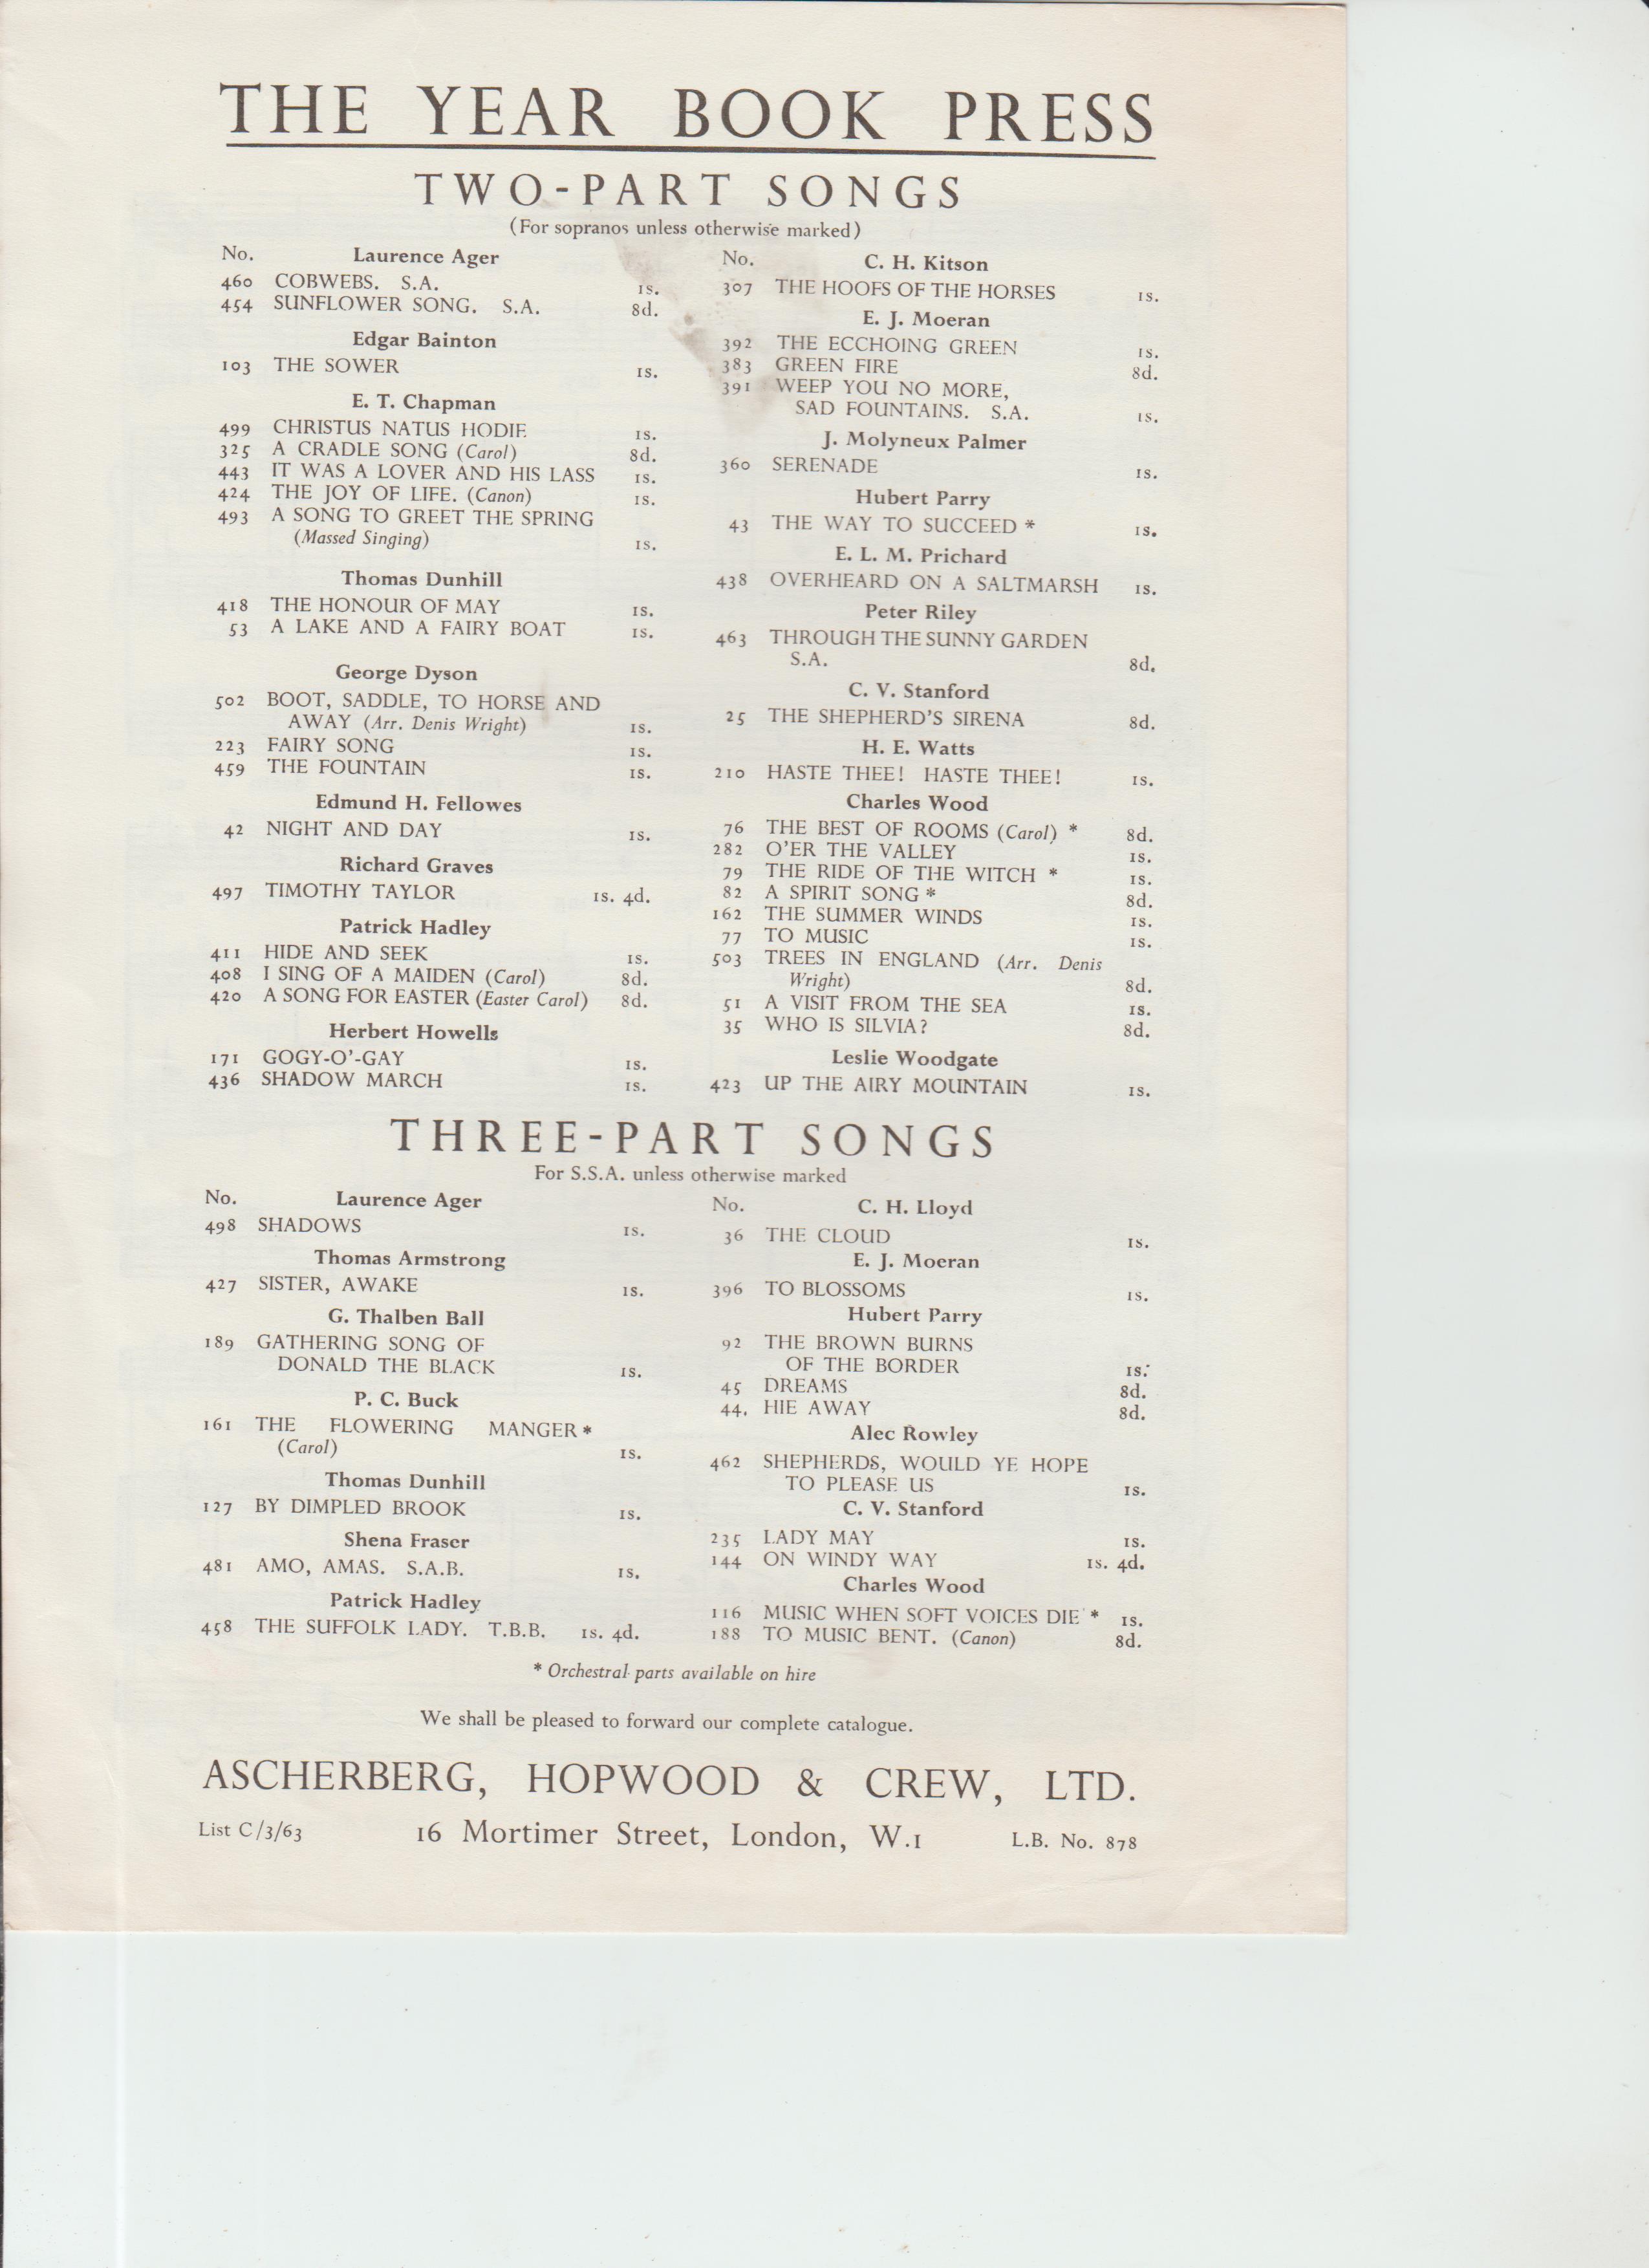 THE YEAR BOOK PRESS
TWO-PART SONGS
(For sopranos unless otherwise marked)
No. Laurence Ager
460 COBWEBS. S.A. 1s.
454 SUNFLOWER SONG. S.A. 8d.
Edgar Bainton
103 THE SOWER 1s.
E. T. Chapman
499 CHRISTUS NATUS HODIE 1s.
325 A CRADLE SONG (Carol) 8d.
443 IT WAS A LOVER AND HIS LASS 1s.
424 THE JOY OF LIFE. (Canon) 1s.
493 A SONG TO GREET THE SPRING
(Massed Singing) 1s.
Thomas Dunhill
418 THE HONOUR OF MAY 1s.
53 A LAKE AND A FAIRY BOAT 1s.
George Dyson
502 BOOT, SADDLE, TO HORSE AND
AWAY (Arr. Denis Wright) 1s.
223 FAIRY SONG 1s.
459 THE FOUNTAIN 1s.
Edmund H. Fellowes
42 NIGHT AND DAY 1s.
Richard Graves
497 TIMOTHY TAYLOR 1s. 4d.
Patrick Hadley
411 HIDE AND SEEK 1s.
408 I SING OF A MAIDEN (Carol) 8d.
420 A SONG FOR EASTER (Easter Carol) 8d.
Herbert Howells
171 GOGY-O'-GAY 1s.
436 SHADOW MARCH 1s.
No. C. H. Kitson
307 THE HOOFS OF THE HORSES 1s.
E. J. Moeran
392 THE ECCHOING GREEN 1s.
383 GREEN FIRE 8d.
391 WEEP YOU NO MORE,
SAD FOUNTAINS. S.A. 1s.
J. Molyneux Palmer
360 SERENADE 1s.
Hubert Parry
43 THE WAY TO SUCCEED * 1s.
E. L. M. Prichard
438 OVERHEARD ON A SALTMARSH 1s.
Peter Riley
463 THROUGH THE SUNNY GARDEN
S.A. 8d.
C. V. Stanford
25 THE SHEPHERD'S SIRENA 8d.
H. E. Watts
210 HASTE THEE! HASTE THEE! 1s.
Charles Wood
76 THE BEST OF ROOMS (Carol) * 8d.
282 O'ER THE VALLEY 1s.
79 THE RIDE OF THE WITCH * 1s.
82 A SPIRIT SONG * 8d.
162 THE SUMMER WINDS 1s.
77 TO MUSIC 1s.
503 TREES IN ENGLAND (Arr. Denis
Wright) 8d.
51 A VISIT FROM THE SEA 1s.
35 WHO IS SILVIA? 8d.
Leslie Woodgate
423 UP THE AIRY MOUNTAIN 1s.
THREE-PART SONGS
For S.S.A. unless otherwise marked
No. Laurence Ager
498 SHADOWS 1s.
Thomas Armstrong
427 SISTER, AWAKE 1s.
G. Thalben Ball
189 GATHERING SONG OF
DONALD THE BLACK 1s.
P. C. Buck
161 THE FLOWERING MANGER *
(Carol) 1s.
Thomas Dunhill
127 BY DIMPLED BROOK 1s.
Shena Fraser
481 AMO, AMAS. S.A.B. 1s.
Patrick Hadley
458 THE SUFFOLK LADY. T.B.B. 1s. 4d.
No. C. H. Lloyd
36 THE CLOUD 1s.
E. J. Moeran
396 TO BLOSSOMS 1s.
Hubert Parry
92 THE BROWN BURNS
OF THE BORDER 1s.
45 DREAMS 8d.
44. HIE AWAY 8d.
Alec Rowley
462 SHEPHERDS, WOULD YE HOPE
TO PLEASE US 1s.
C. V. Stanford
235 LADY MAY 1s.
144 ON WINDY WAY 1s. 4d.
Charles Wood
116 MUSIC WHEN SOFT VOICES DIE * 1s.
188 TO MUSIC BENT. (Canon) 8d.
* Orchestral parts available on hire
We shall be pleased to forward our complete catalogue.
ASCHERBERG, HOPWOOD & CREW, LTD.
List C/3/63 16 Mortimer Street, London, W.1 L.B. No. 878